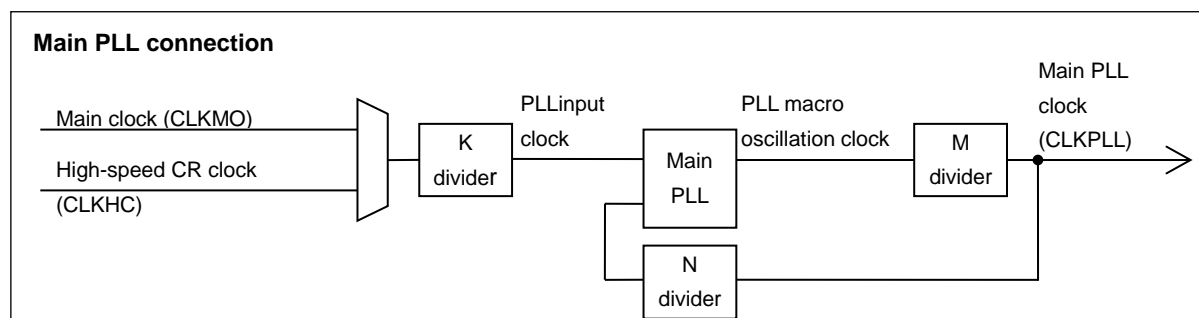 Main PLL connection
Main clock (CLKMO)
High-speed CR clock
(CLKHC)
K
divider
PLLinput
clock
Main
PLL
PLL macro
oscillation clock
M
divider
Main PLL
clock
(CLKPLL)
N
divider